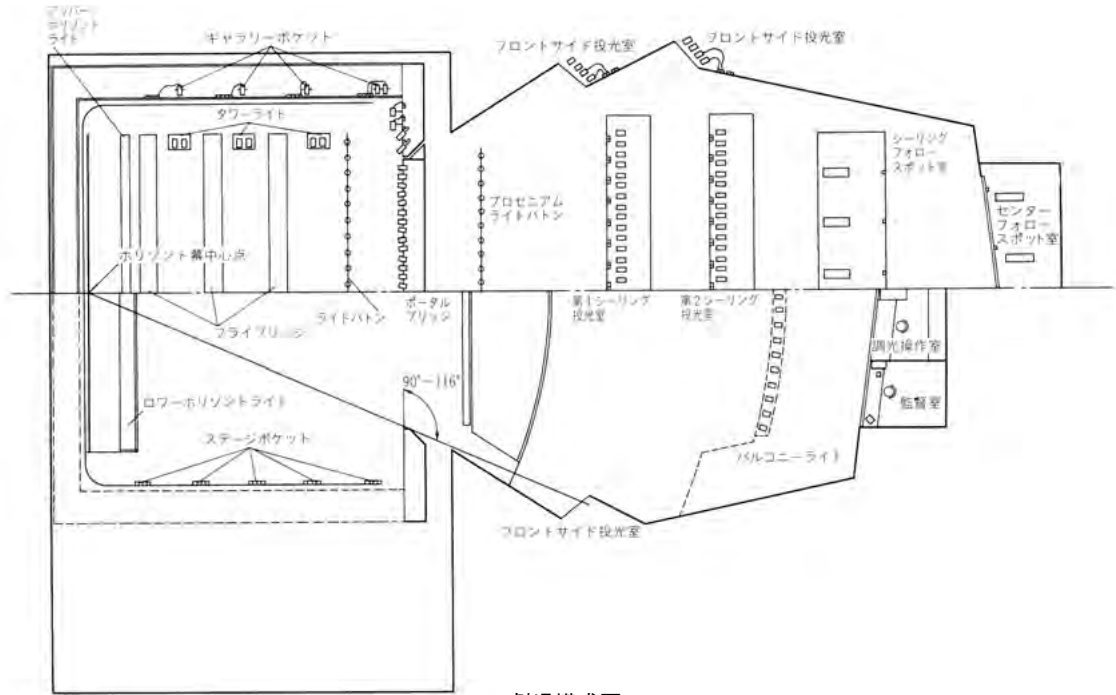 アッパー
ホリゾント
ライト
ギャラリーポケット
フロントサイド投光室
フロントサイド投光室
タワーライト
プロセニアム
ライトバトン
シーリング
フォロー
スポット室
センター
フォロー
スポット室
ホリゾント幕中心点
フライブリッジ
ライトバトン
ポータル
ブリッジ
第1シーリング
投光室
第2シーリング
投光室
調光操作室
90°−116°
ロワーホリゾントライト
監督室
ステージポケット
バルコニーライト
フロントサイド投光室